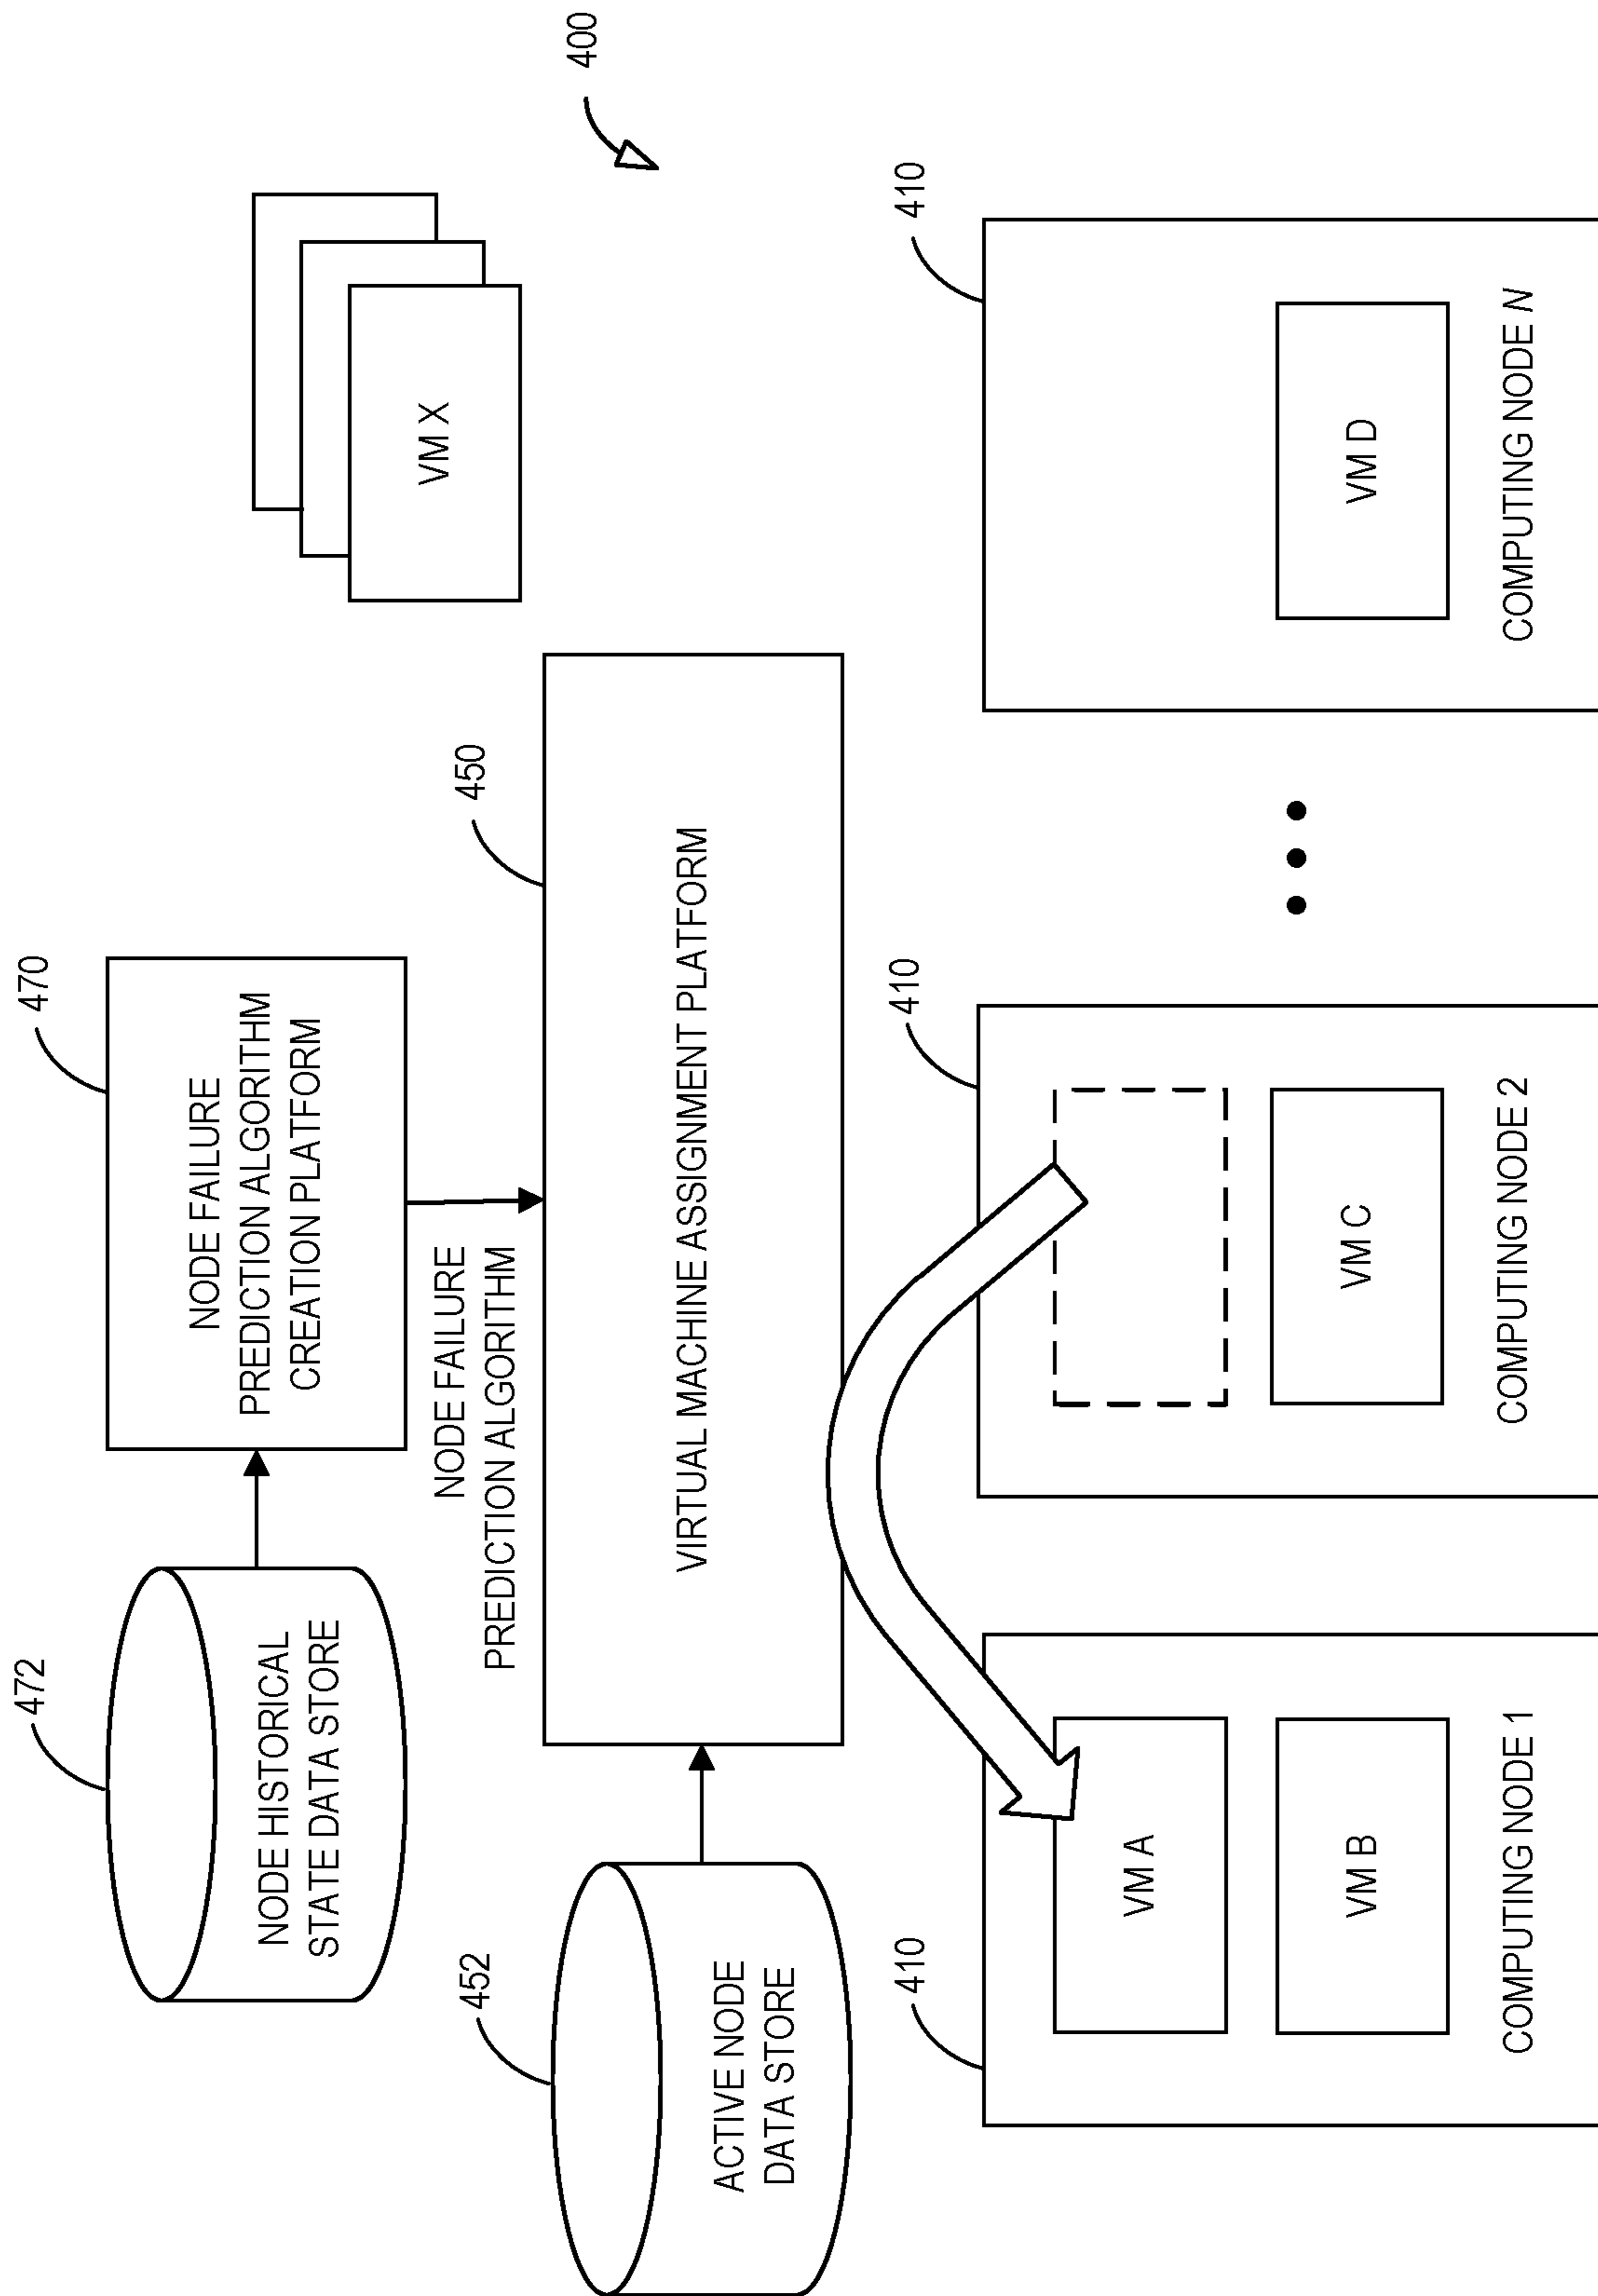 472
NODE HISTORICAL
STATE DATA STORE
470
NODE FAILURE
PREDICTION ALGORITHM
CREATION PLATFORM
VM X
400
NODE FAILURE
PREDICTION ALGORITHM
452
ACTIVE NODE
DATA STORE
450
VIRTUAL MACHINE ASSIGNMENT PLATFORM
410
VM A
VM B
COMPUTING NODE 1
410
VM C
COMPUTING NODE 2
410
VM D
COMPUTING NODE N